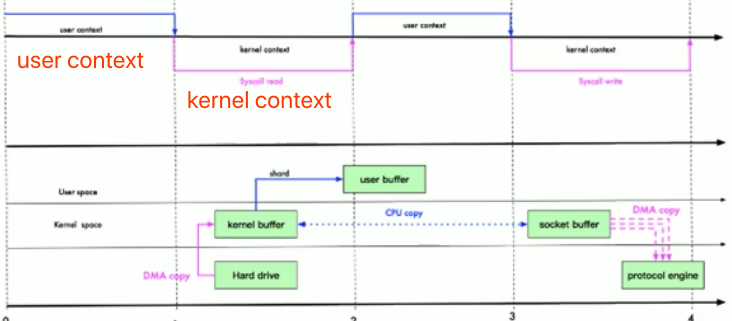 user context
user context
kernel context
kernel context
user context
Syscall read
Syscall write
kernel context
shard
user buffer
User space
CPU copy
DMA copy
Kernel space
kernel buffer
socket buffer
DMA copy
Hard drive
protocol engine
3
4